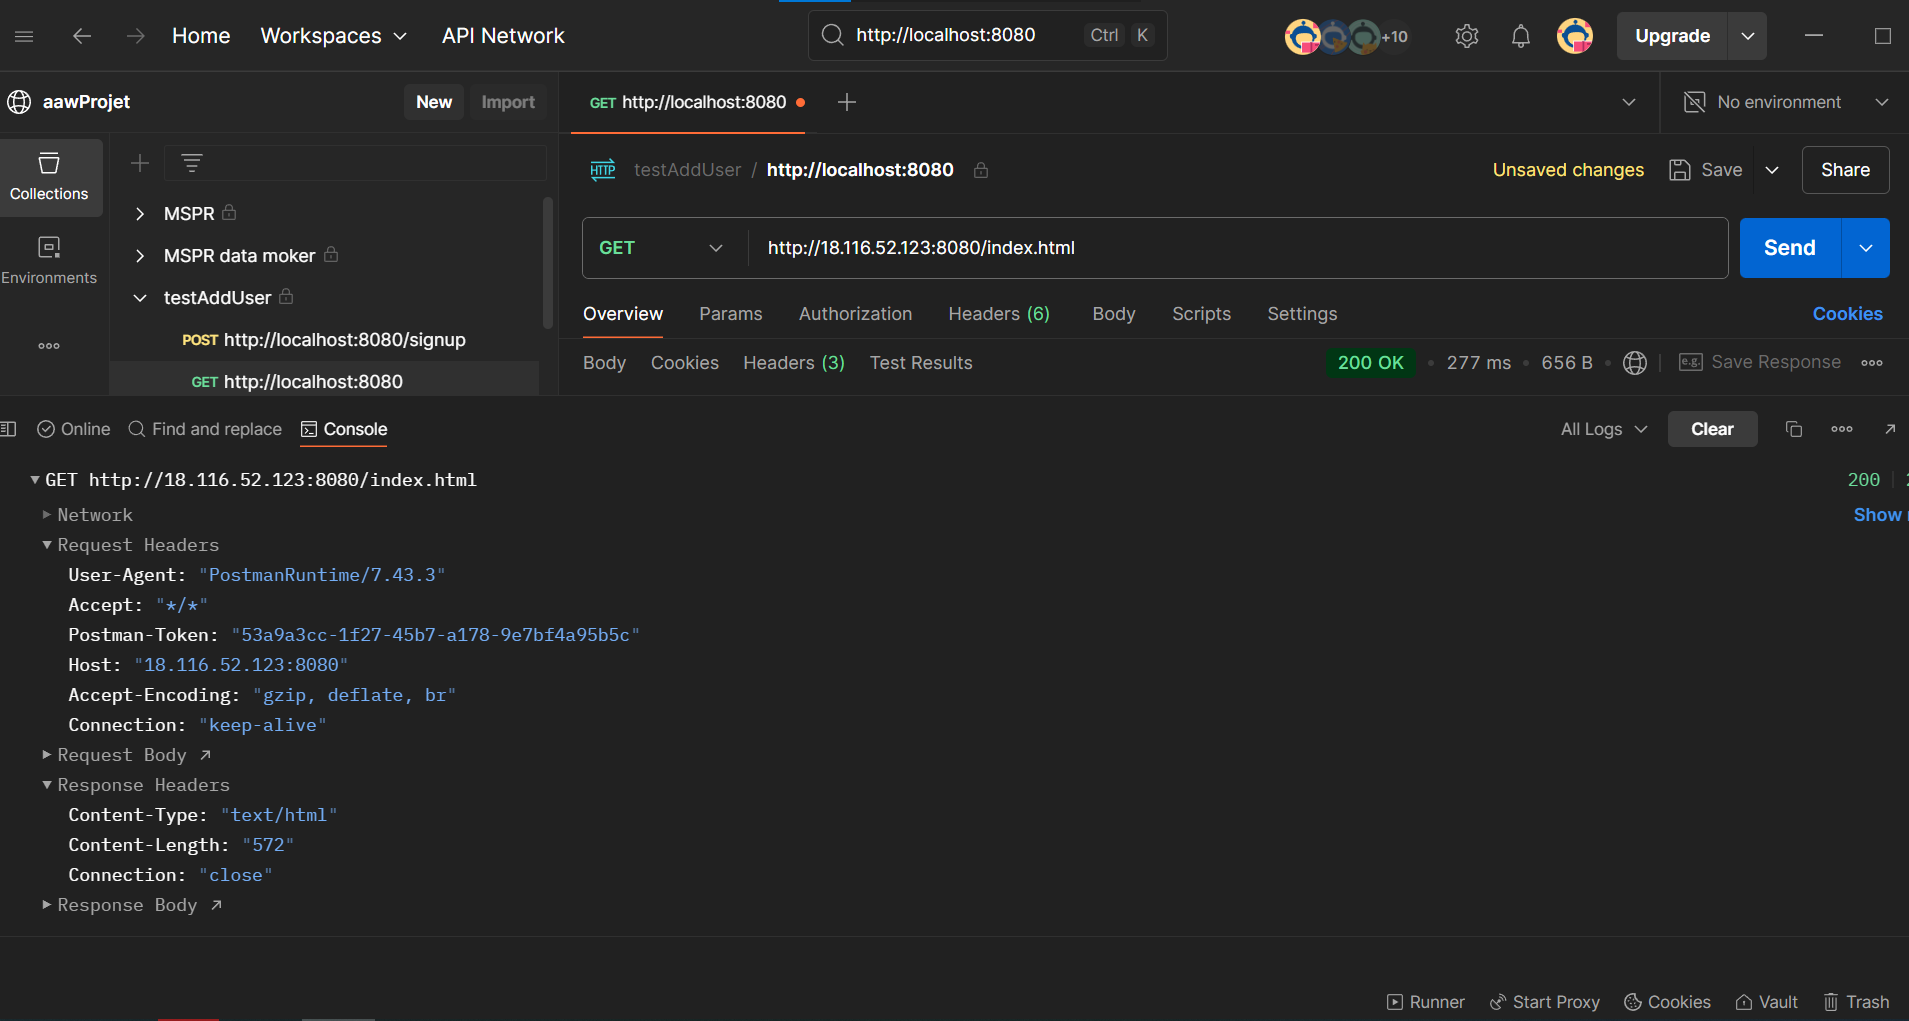 Home Workspaces API Network http://localhost:8080 Ctrl K +10 Upgrade
aawProjet New Import GET http://localhost:8080 No environment
HTTP testAddUser / http://localhost:8080 Unsaved changes Save Share
Collections
MSPR
GET http://18.116.52.123:8080/index.html Send
MSPR data moker
Environments
testAddUser
Overview Params Authorization Headers (6) Body Scripts Settings Cookies
POST http://localhost:8080/signup
Body Cookies Headers (3) Test Results 200 OK • 277 ms • 656 B • e.g. Save Response
GET http://localhost:8080
Online Find and replace Console All Logs Clear
GET http://18.116.52.123:8080/index.html 200
Network Show
Request Headers
User-Agent: "PostmanRuntime/7.43.3"
Accept: "*/*"
Postman-Token: "53a9a3cc-1f27-45b7-a178-9e7bf4a95b5c"
Host: "18.116.52.123:8080"
Accept-Encoding: "gzip, deflate, br"
Connection: "keep-alive"
Request Body
Response Headers
Content-Type: "text/html"
Content-Length: "572"
Connection: "close"
Response Body
Runner Start Proxy Cookies Vault Trash